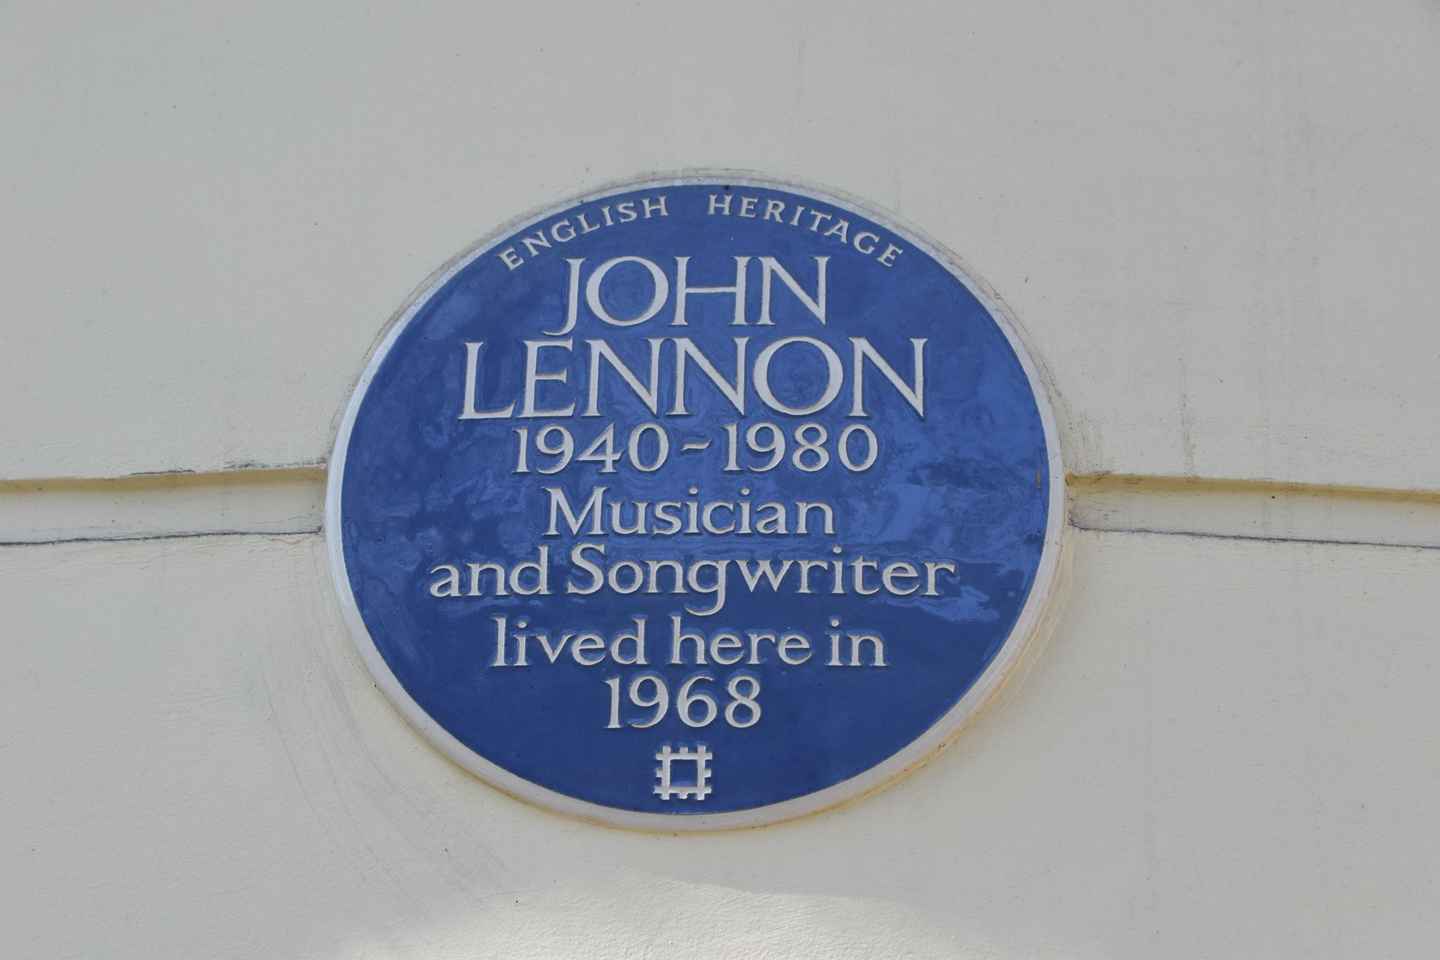 ENGLISH HERITAGE
JOHN
LENNON
1940-1980
Musician
and Songwriter
lived here in
1968